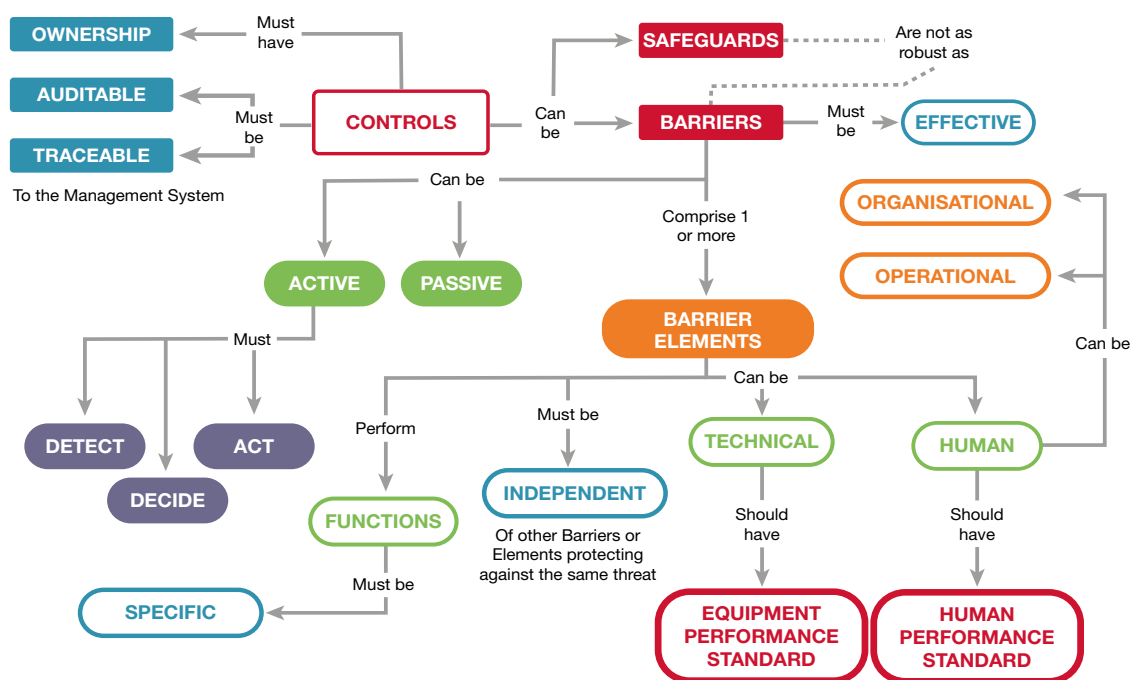 OWNERSHIP
Must
have
SAFEGUARDS
Are not as
robust as
AUDITABLE
Must
be
CONTROLS
Can
be
BARRIERS
Must
be
EFFECTIVE
TRACEABLE
To the Management System
Can be
Comprise 1
or more
ORGANISATIONAL
OPERATIONAL
ACTIVE
PASSIVE
BARRIER
ELEMENTS
Must
Can be
Can be
DETECT
ACT
DECIDE
Perform
Must be
TECHNICAL
HUMAN
FUNCTIONS
INDEPENDENT
Of other Barriers or
Elements protecting
against the same threat
Should
have
Should
have
Must be
SPECIFIC
EQUIPMENT
PERFORMANCE
STANDARD
HUMAN
PERFORMANCE
STANDARD